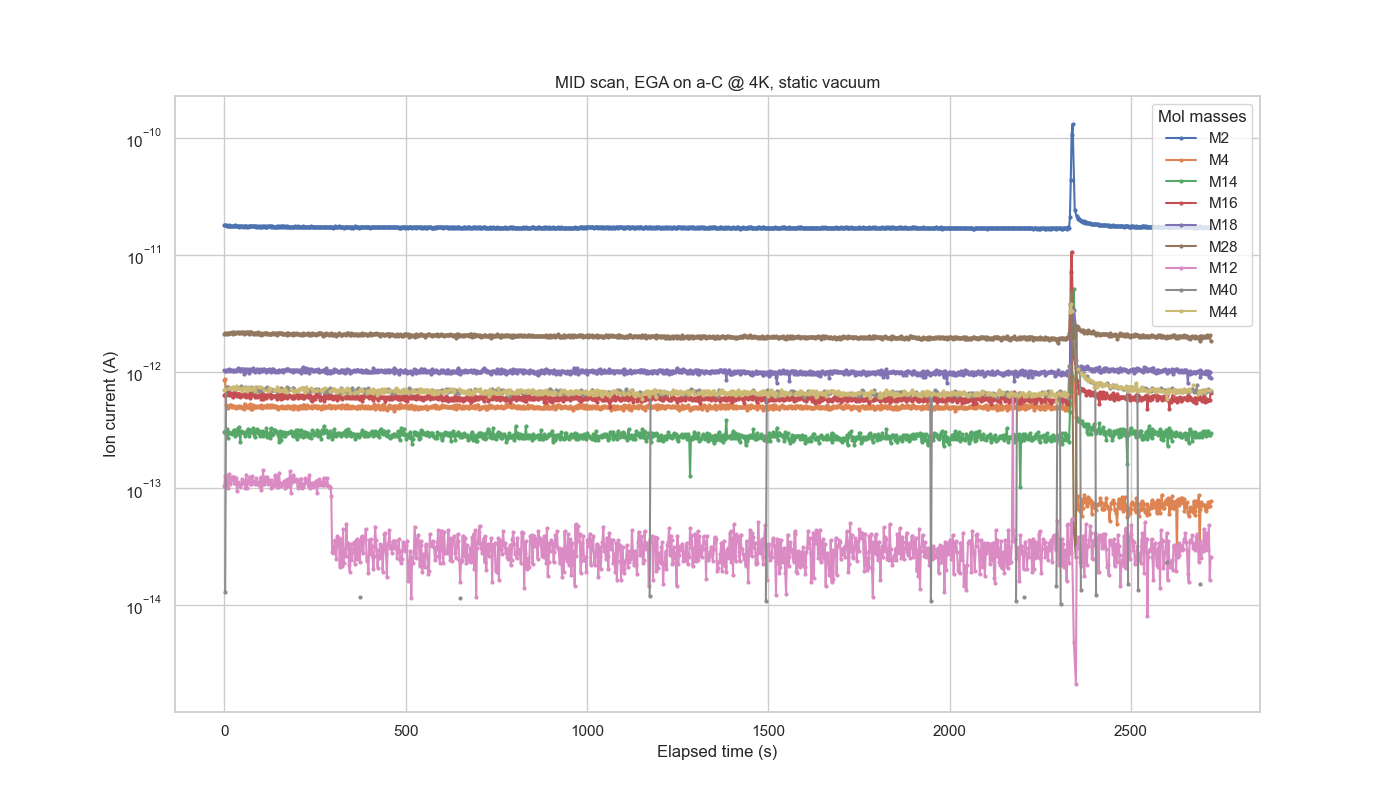 MID scan, EGA on a-C @ 4K, static vacuum
Ion current (A)
10⁻¹⁰
10⁻¹¹
10⁻¹²
10⁻¹³
10⁻¹⁴
Mol masses
M2
M4
M14
M16
M18
M28
M12
M40
M44
0 500 1000 1500 2000 2500
Elapsed time (s)